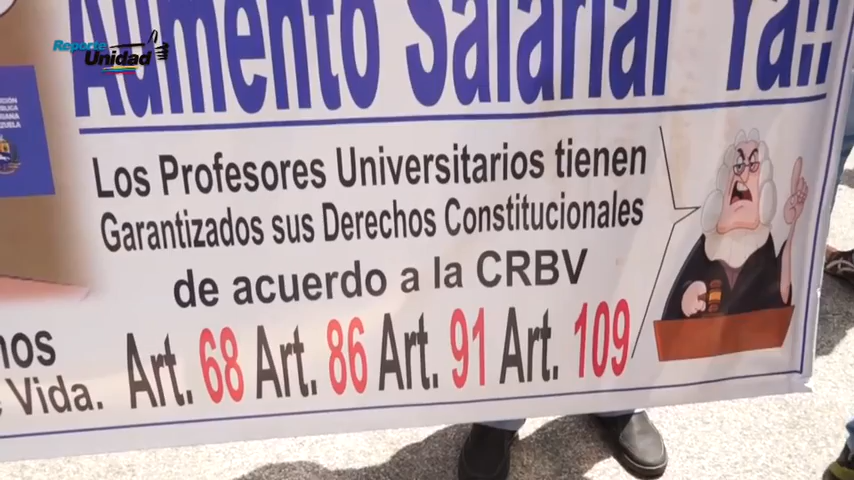 Reporte
Unidad
Aumento Salarial Ya!!
Los Profesores Universitarios tienen
Garantizados sus Derechos Constitucionales
de acuerdo a la CRBV
Art. 68 Art. 86 Art. 91 Art. 109
Vida.